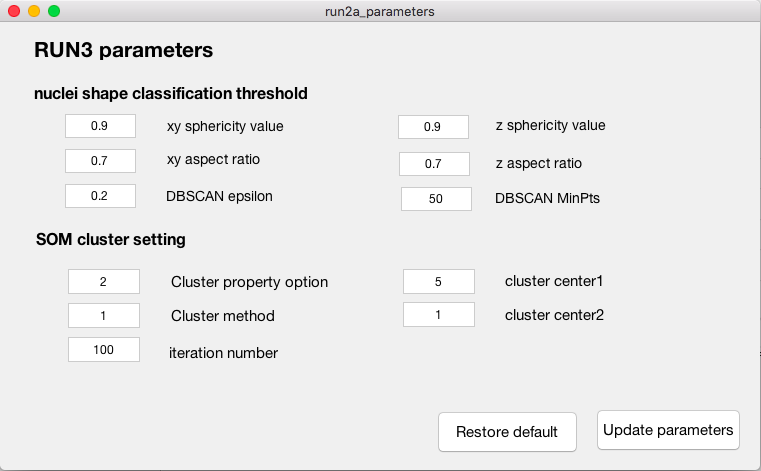 run2a_parameters
RUN3 parameters
nuclei shape classification threshold
0.9 xy sphericity value 0.9 z sphericity value
0.7 xy aspect ratio 0.7 z aspect ratio
0.2 DBSCAN epsilon 50 DBSCAN MinPts
SOM cluster setting
2 Cluster property option 5 cluster center1
1 Cluster method 1 cluster center2
100 iteration number
Restore default Update parameters